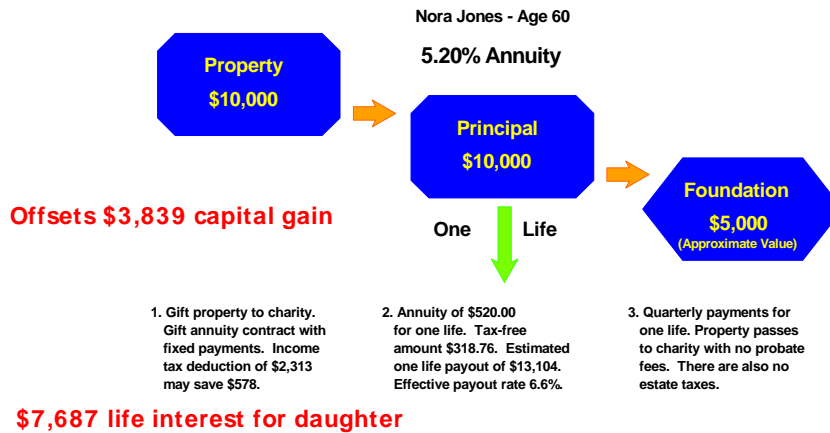 Nora Jones - Age 60
5.20% Annuity
Property
$10,000
Principal
$10,000
Foundation
$5,000
(Approximate Value)
Offsets $3,839 capital gain
One Life
1. Gift property to charity.
Gift annuity contract with
fixed payments. Income
tax deduction of $2,313
may save $578.
2. Annuity of $520.00
for one life. Tax-free
amount $318.76. Estimated
one life payout of $13,104.
Effective payout rate 6.6%.
3. Quarterly payments for
one life. Property passes
to charity with no probate
fees. There are also no
estate taxes.
$7,687 life interest for daughter